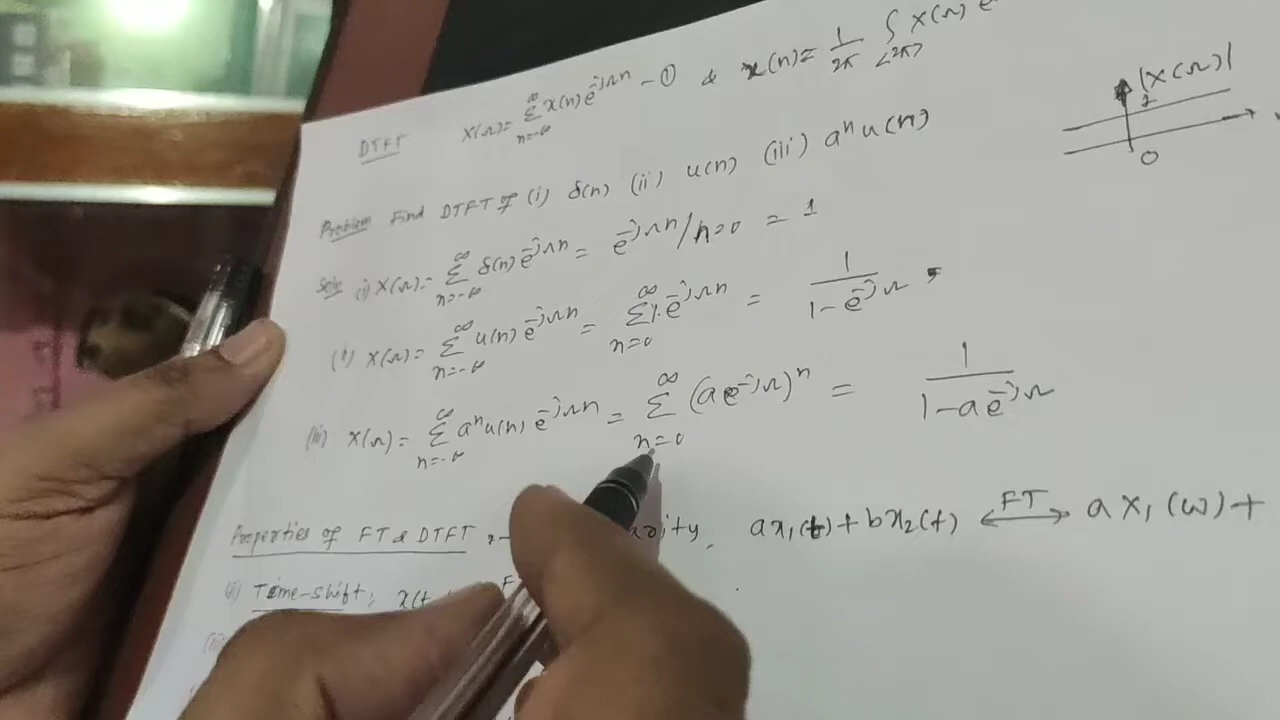 DTFT X(Ω) = Σ_{n=-∞}^{∞} x(n) e^{-jΩn} - ① & x(n) = 1/2π ∫_{<2π>} X(Ω) e
|X(Ω)|
0
Problem Find DTFT of (i) δ(n) (ii) u(n) (iii) aⁿ u(n)
Soln (i) X(Ω) = Σ_{n=-∞}^{∞} δ(n) e^{-jΩn} = e^{-jΩn} / n=0 = 1
(ii) X(Ω) = Σ_{n=-∞}^{∞} u(n) e^{-jΩn} = Σ_{n=0}^{∞} 1. e^{-jΩn} = 1/(1 - e^{-jΩ}) ,
(iii) X(Ω) = Σ_{n=-∞}^{∞} aⁿ u(n) e^{-jΩn} = Σ_{n=0}^{∞} (a e^{-jΩ})ⁿ = 1/(1 - a e^{-jΩ})
Properties of FT & DTFT , a x₁(t) + b x₂(t) ⟷^{FT} a X₁(ω) +
(ii) Time-shift: